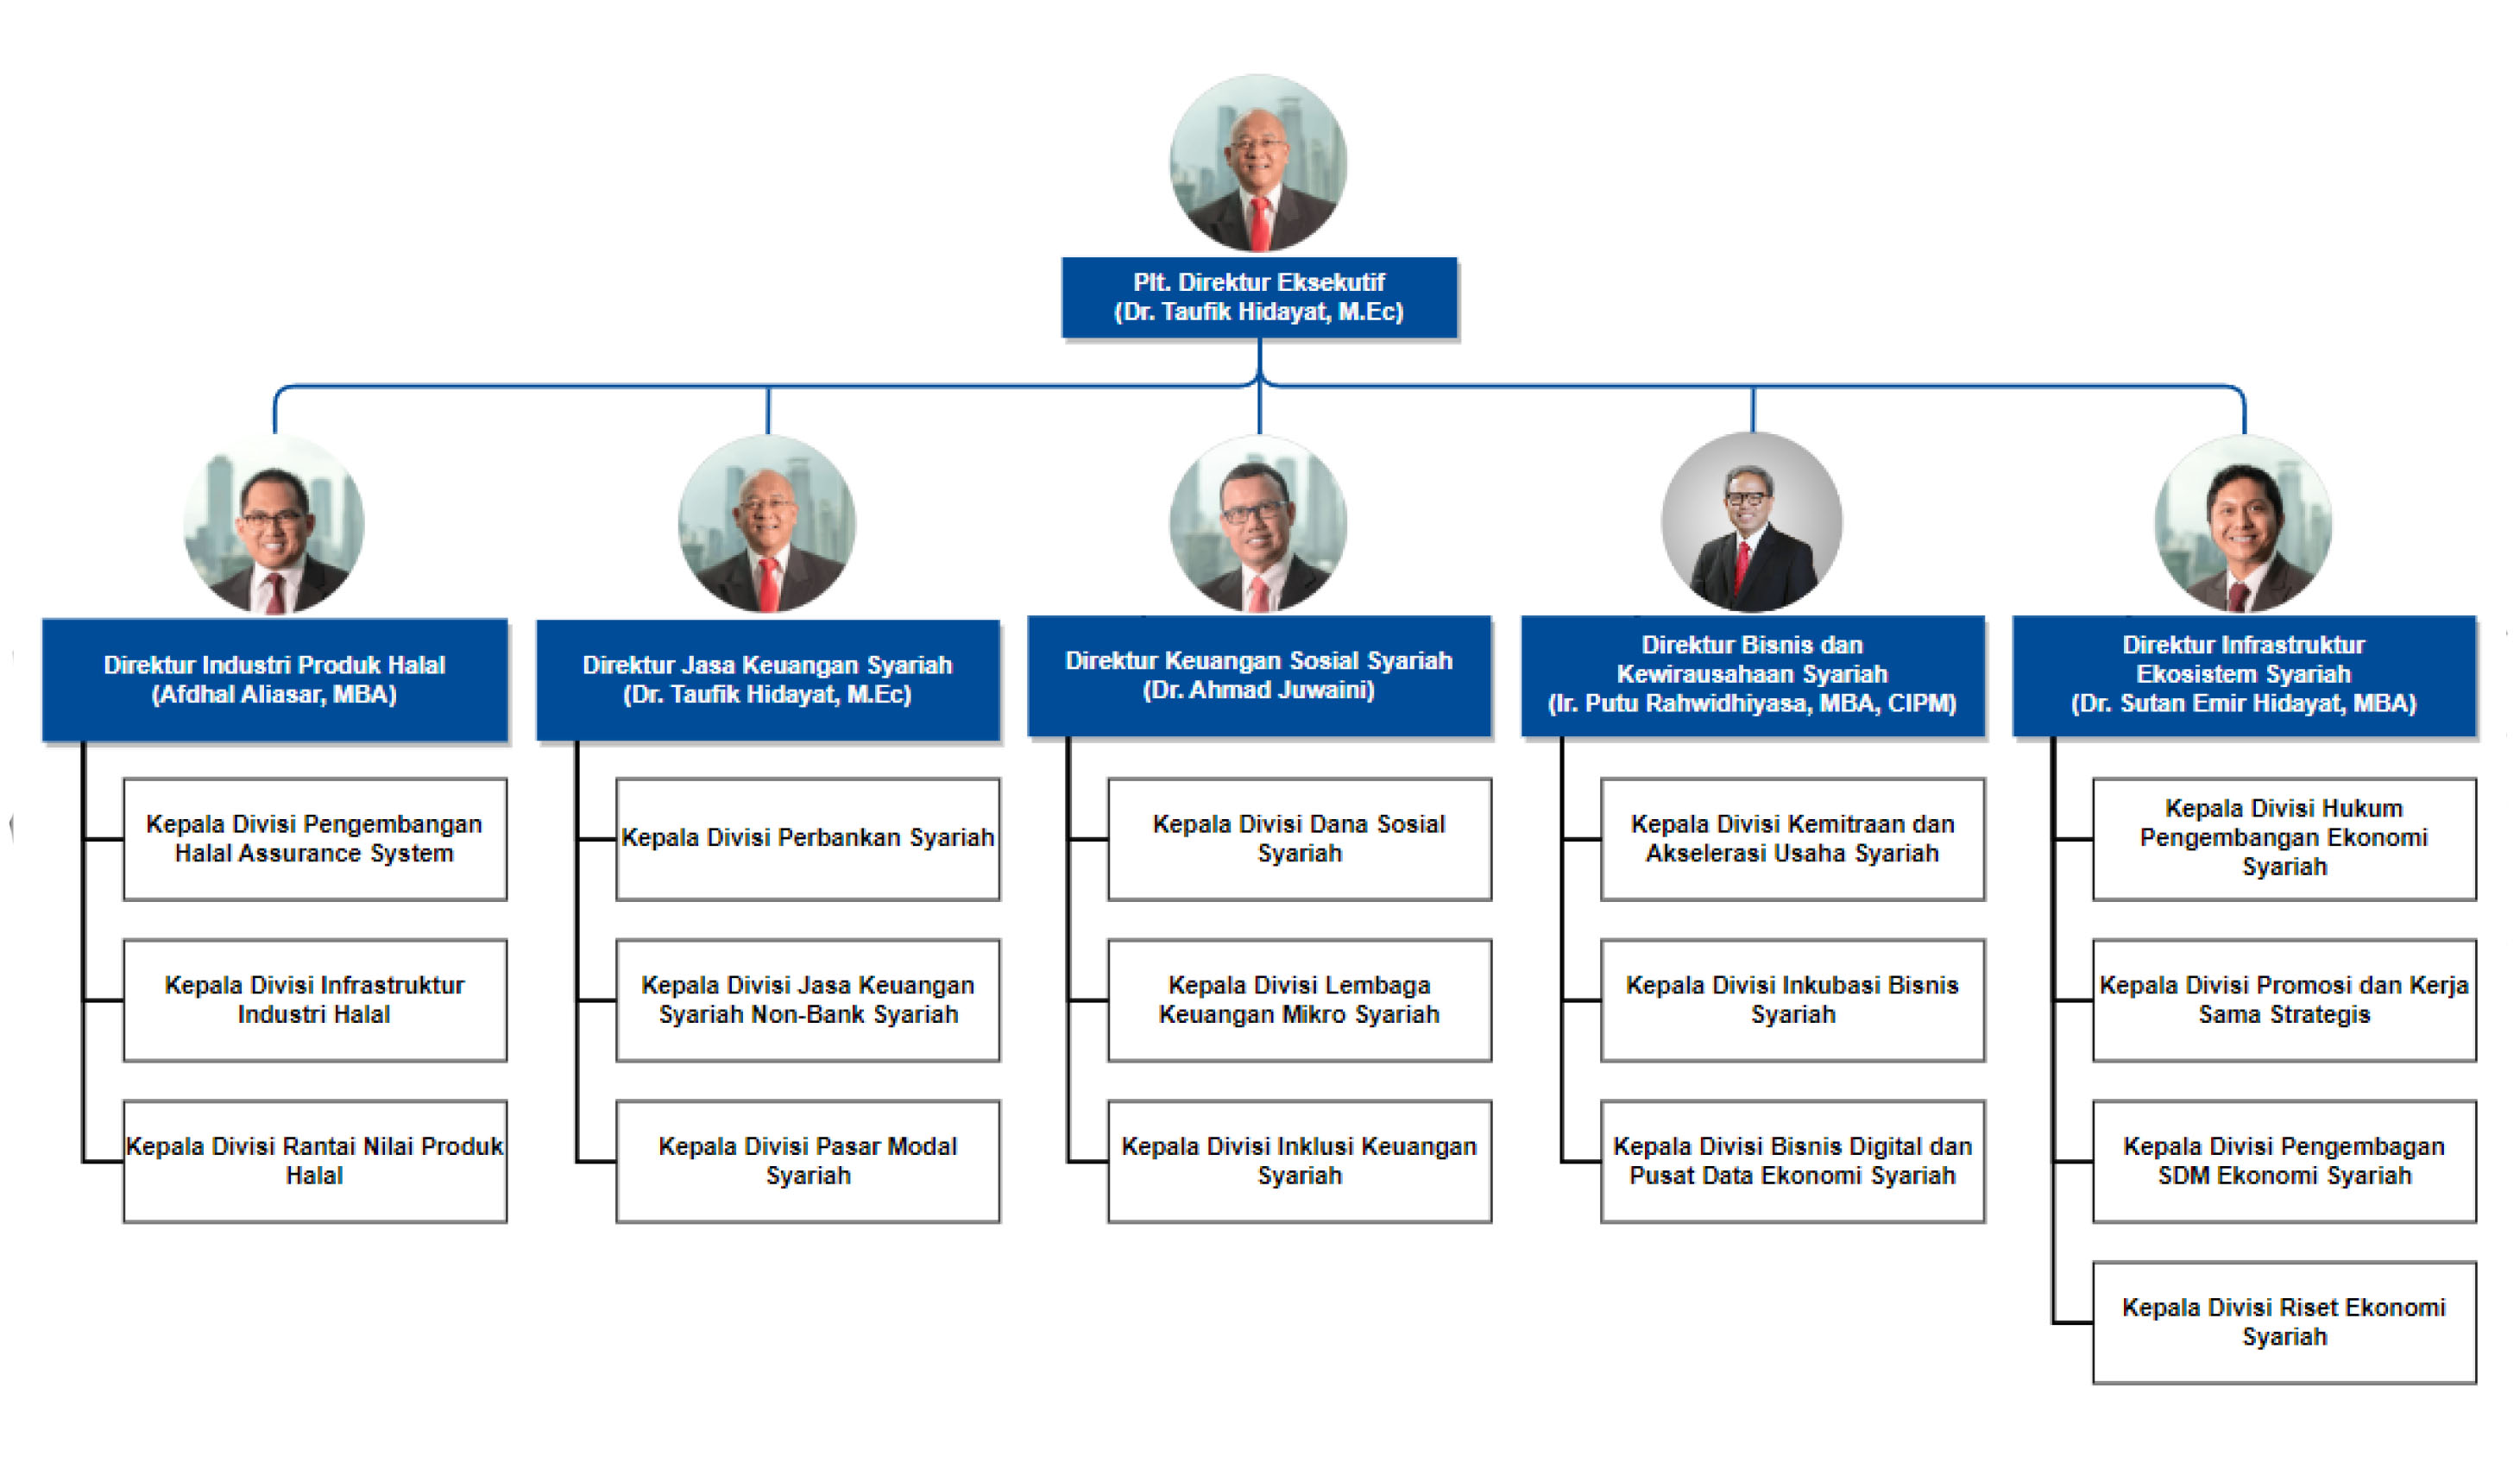 Plt. Direktur Eksekutif
(Dr. Taufik Hidayat, M.Ec)
Direktur Industri Produk Halal
(Afdhal Aliasar, MBA)
Kepala Divisi Pengembangan
Halal Assurance System
Kepala Divisi Infrastruktur
Industri Halal
Kepala Divisi Rantai Nilai Produk
Halal
Direktur Jasa Keuangan Syariah
(Dr. Taufik Hidayat, M.Ec)
Kepala Divisi Perbankan Syariah
Kepala Divisi Jasa Keuangan
Syariah Non-Bank Syariah
Kepala Divisi Pasar Modal
Syariah
Direktur Keuangan Sosial Syariah
(Dr. Ahmad Juwaini)
Kepala Divisi Dana Sosial
Syariah
Kepala Divisi Lembaga
Keuangan Mikro Syariah
Kepala Divisi Inklusi Keuangan
Syariah
Direktur Bisnis dan
Kewirausahaan Syariah
(Ir. Putu Rahwidhiyasa, MBA, CIPM)
Kepala Divisi Kemitraan dan
Akselerasi Usaha Syariah
Kepala Divisi Inkubasi Bisnis
Syariah
Kepala Divisi Bisnis Digital dan
Pusat Data Ekonomi Syariah
Direktur Infrastruktur
Ekosistem Syariah
(Dr. Sutan Emir Hidayat, MBA)
Kepala Divisi Hukum
Pengembangan Ekonomi
Syariah
Kepala Divisi Promosi dan Kerja
Sama Strategis
Kepala Divisi Pengembagan
SDM Ekonomi Syariah
Kepala Divisi Riset Ekonomi
Syariah